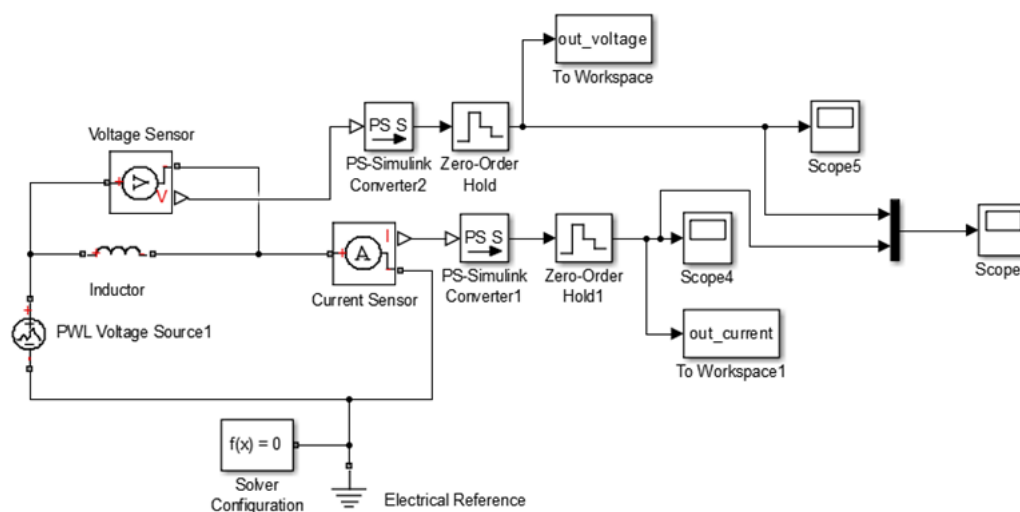 out_voltage
To Workspace
Voltage Sensor
V
V
PS S
PS-Simulink
Converter2
Zero-Order
Hold
Scope5
Inductor
A
I
Current Sensor
PS S
PS-Simulink
Converter1
Zero-Order
Hold1
Scope4
Scope
PWL Voltage Source1
out_current
To Workspace1
f(x) = 0
Solver
Configuration
Electrical Reference